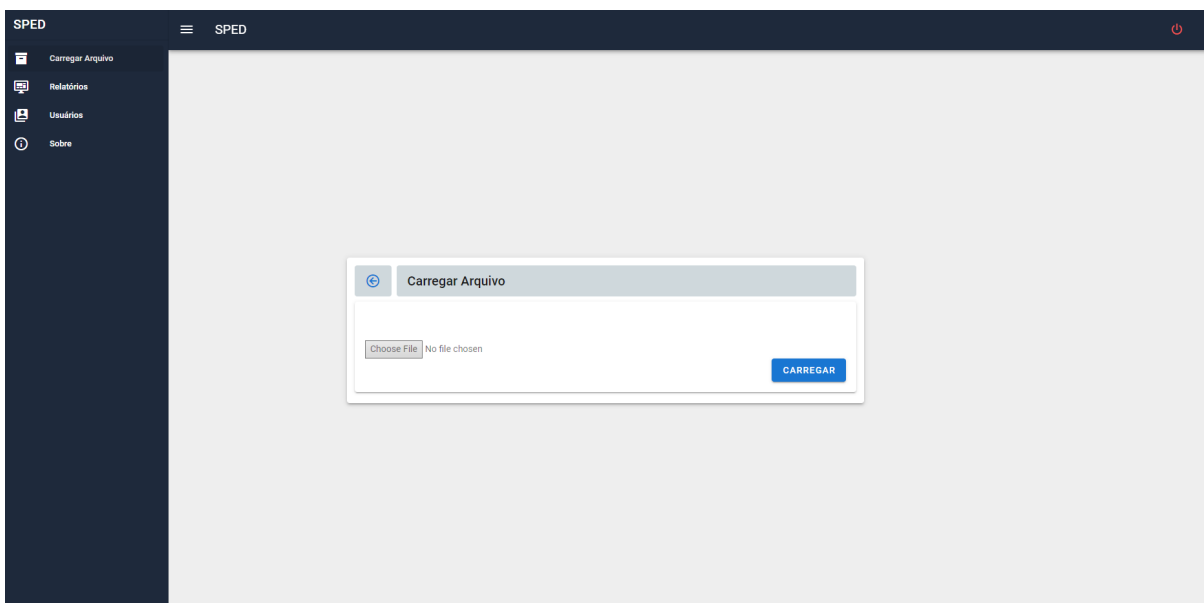 SPED
SPED
Carregar Arquivo
Relatórios
Usuários
Sobre
Carregar Arquivo
Choose File No file chosen
CARREGAR